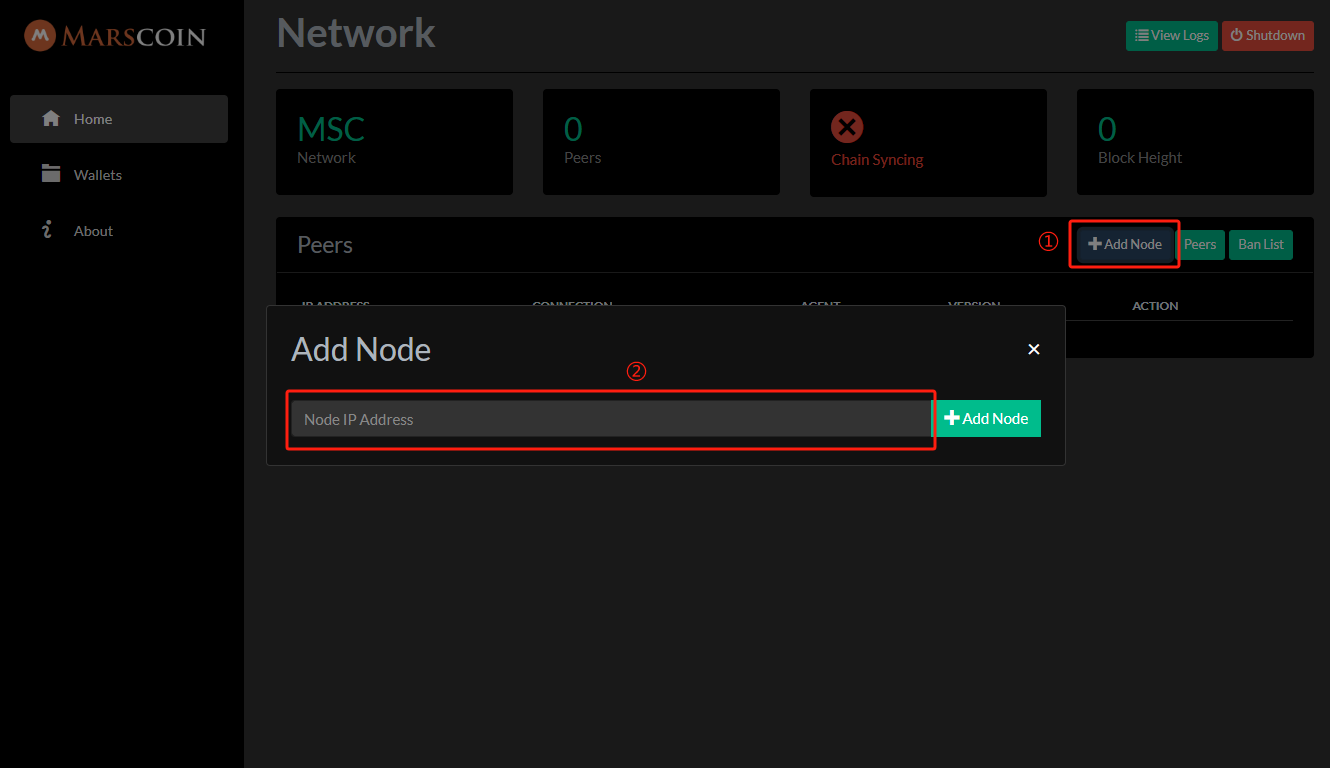 MARSCOIN
Network
View Logs
Shutdown
Home
Wallets
About
MSC
Network
0
Peers
Chain Syncing
0
Block Height
Peers
①
Add Node
Peers
Ban List
IP ADDRESS
CONNECTION
AGENT
VERSION
ACTION
Add Node
×
②
Node IP Address
Add Node